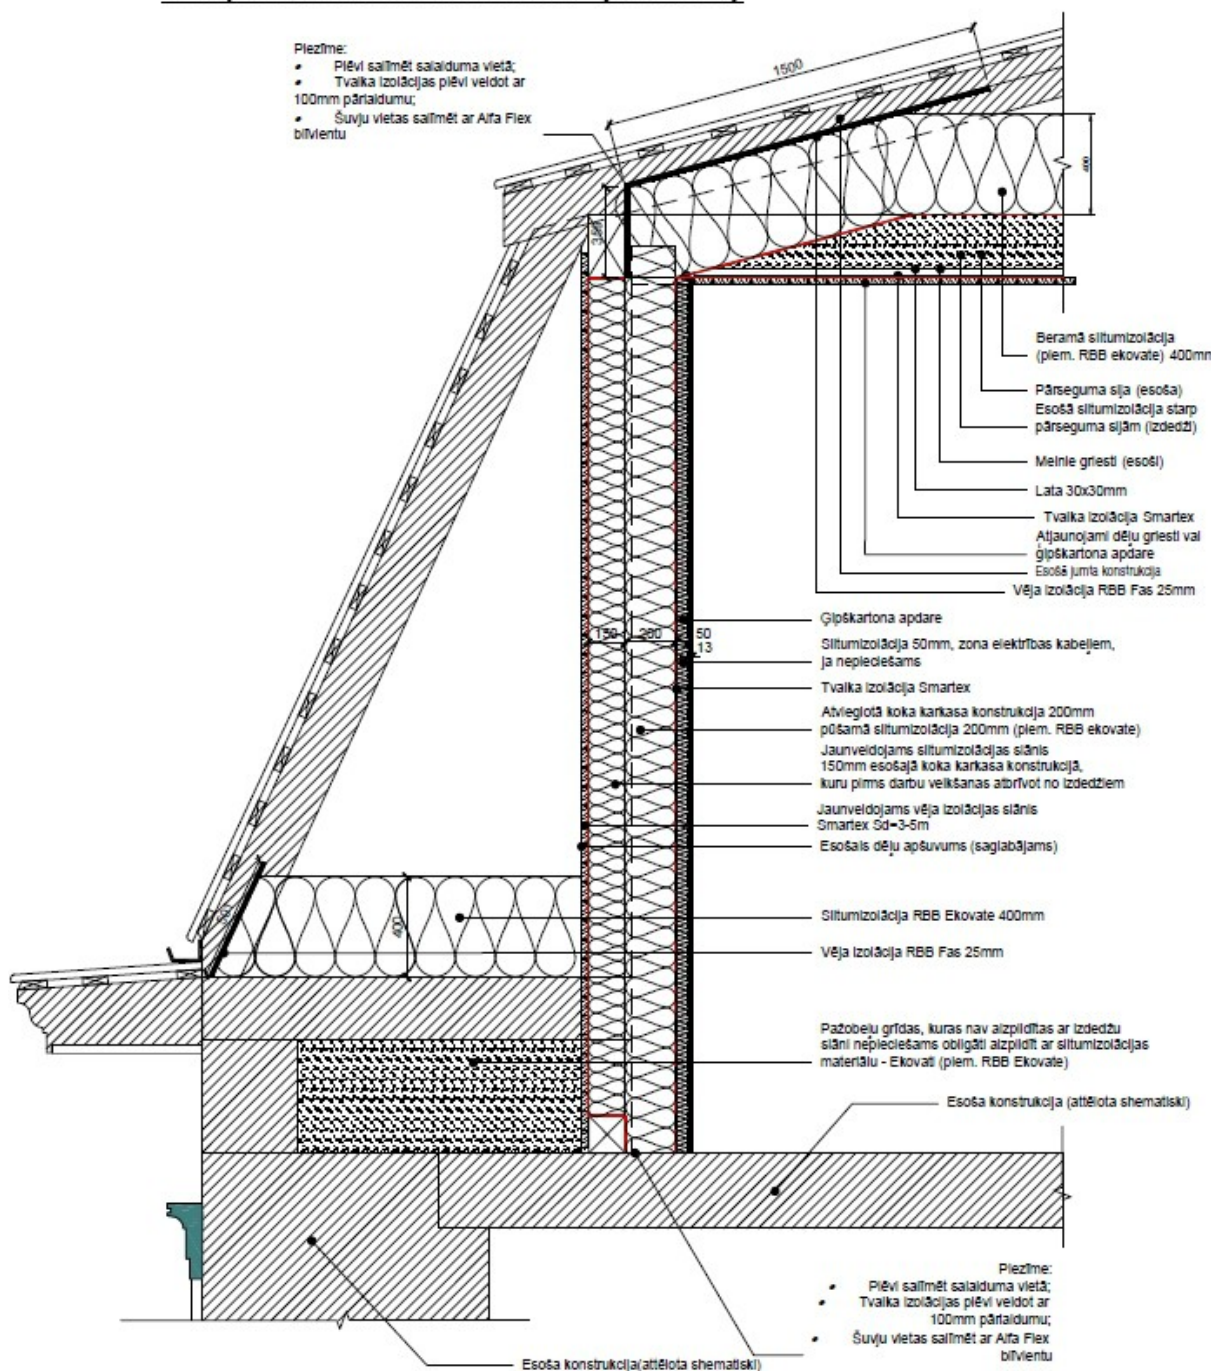 Piezīme:
• Plēvi salīmēt salaiduma vietā;
• Tvaika izolācijas plēvi veidot ar
100mm pārlaidumu;
• Šuvju vietas salīmēt ar Alfa Flex
blīvientu
1500
400
350
Beramā siltumizolācija
(piem. RBB ekovate) 400mm
Pārseguma sija (esoša)
Esošā siltumizolācija starp
pārseguma sijām (izdedži)
Melnie griesti (esoši)
Lata 30x30mm
Tvaika izolācija Smartex
Atjaunojami dēļu griesti vai
ģipškartona apdare
Esošā jumta konstrukcija
Vēja izolācija RBB Fas 25mm
Ģipškartona apdare
150 200 50
13
Siltumizolācija 50mm, zona elektrības kabeļiem,
ja nepieciešams
Tvaika izolācija Smartex
Atvieglotā koka karkasa konstrukcija 200mm
pūšamā siltumizolācija 200mm (piem. RBB ekovate)
Jaunveidojams siltumizolācijas slānis
150mm esošajā koka karkasa konstrukcijā,
kuru pirms darbu veikšanas atbrīvot no izdedžiem
Jaunveidojams vēja izolācijas slānis
Smartex Sd=3-5m
Esošais dēļu apšuvums (saglabājams)
400
Siltumizolācija RBB Ekovate 400mm
Vēja izolācija RBB Fas 25mm
Pažobeļu grīdas, kuras nav aizpildītas ar izdedžu
slāni nepieciešams obligāti aizpildīt ar siltumizolācijas
materiālu - Ekovati (piem. RBB Ekovate)
Esoša konstrukcija (attēlota shematiski)
Piezīme:
• Plēvi salīmēt salaiduma vietā;
• Tvaika izolācijas plēvi veidot ar
100mm pārlaidumu;
• Šuvju vietas salīmēt ar Alfa Flex
blīvientu
Esoša konstrukcija(attēlota shematiski)